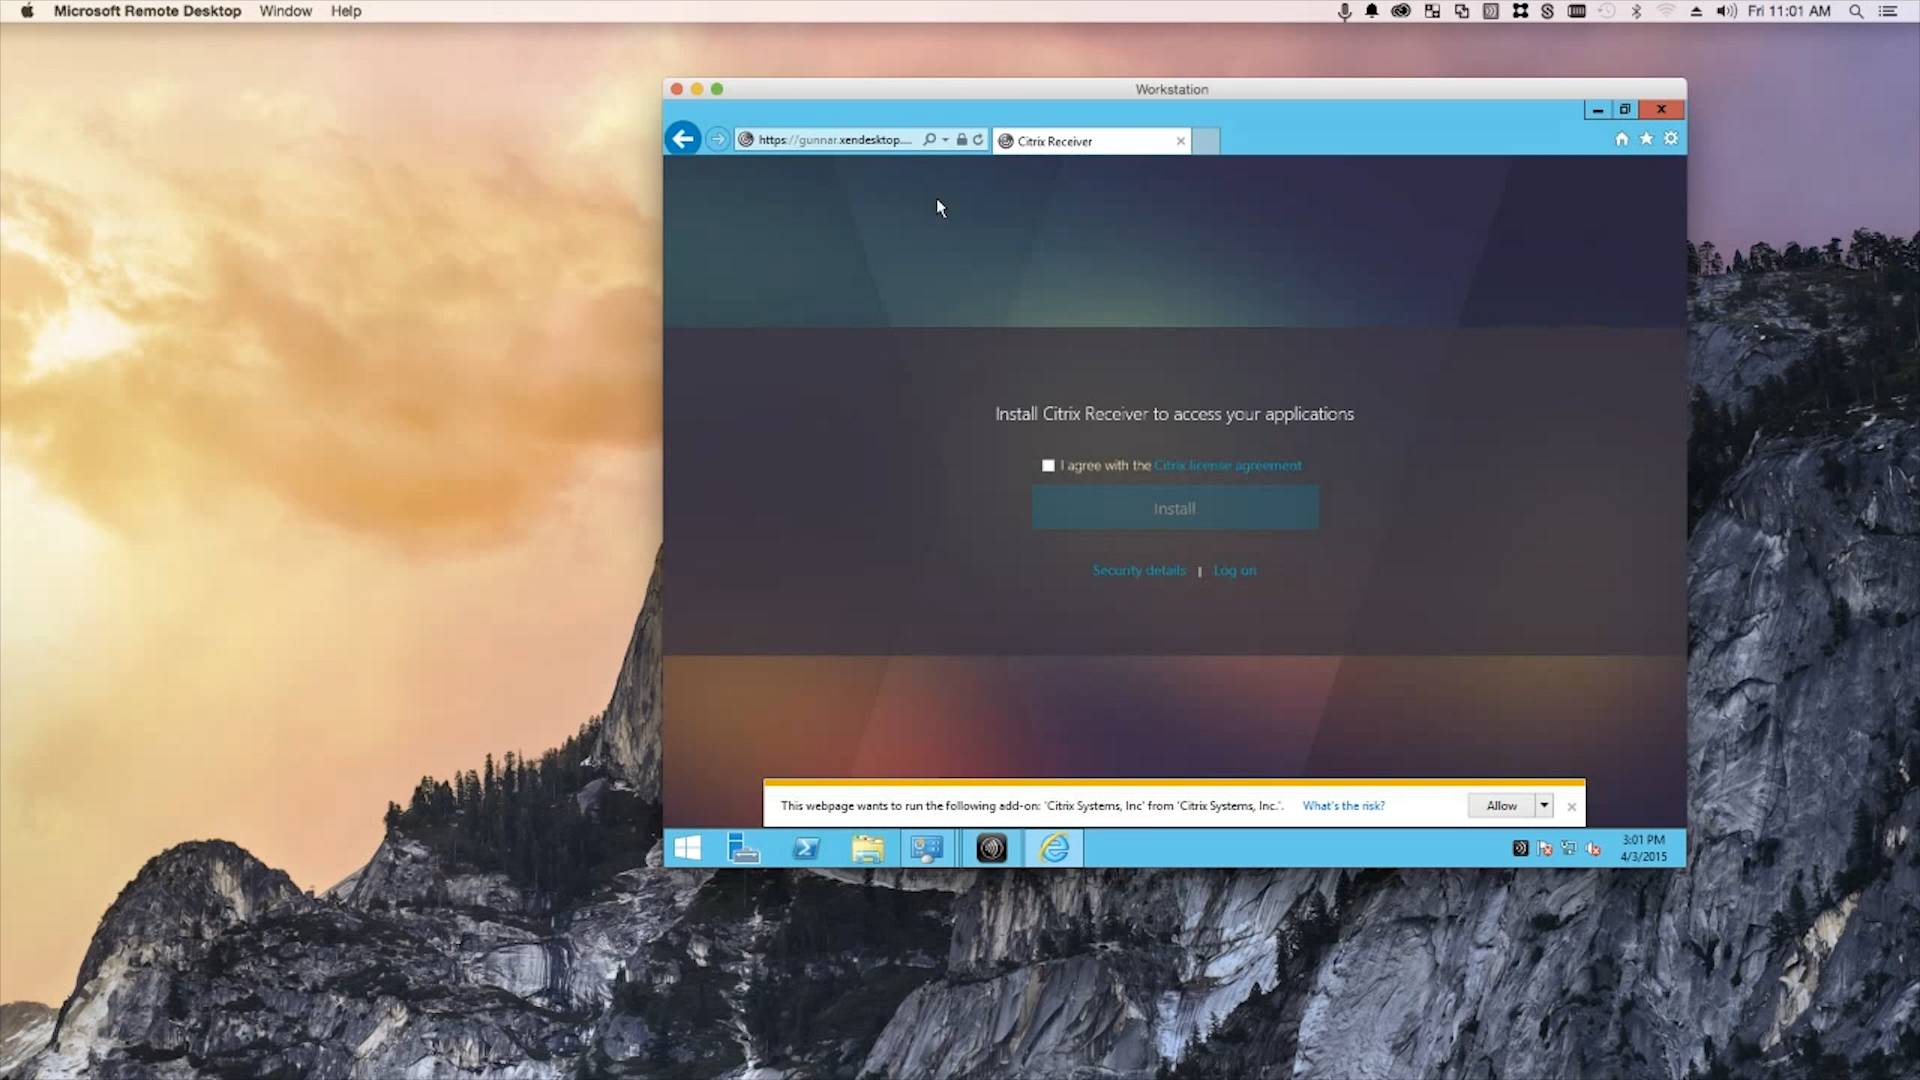 Microsoft Remote Desktop Window Help
Fri 11:01 AM
Workstation
https://gunnar.xendesktop....
Citrix Receiver
Install Citrix Receiver to access your applications
I agree with the Citrix license agreement
Install
Security details | Log on
This webpage wants to run the following add-on: 'Citrix Systems, Inc' from 'Citrix Systems, Inc.'. What's the risk? Allow
3:01 PM
4/3/2015